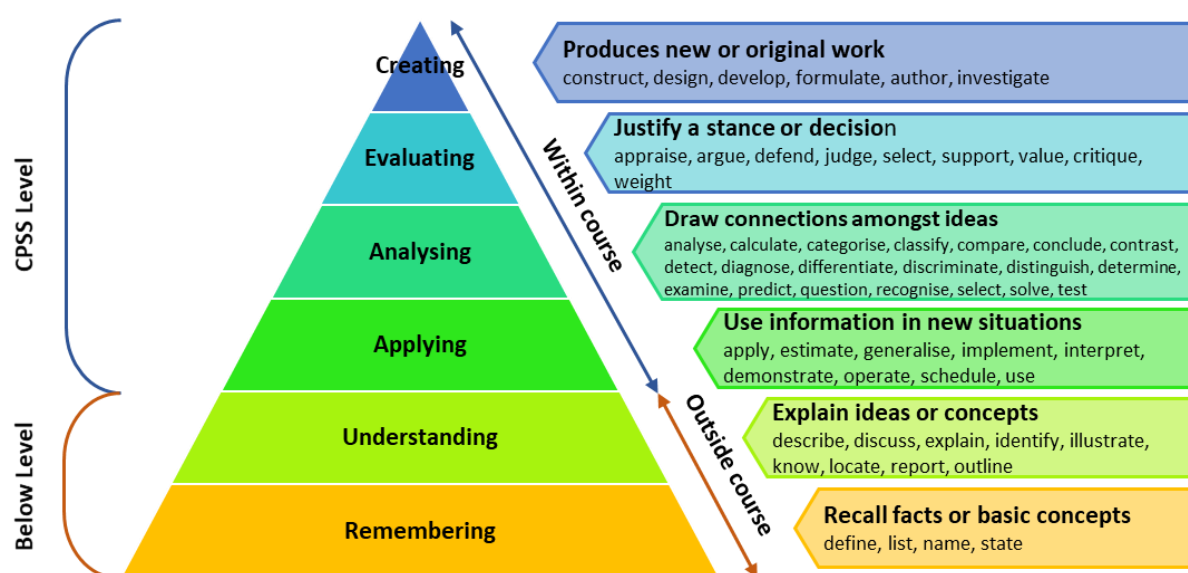 Creating
Produces new or original work
construct, design, develop, formulate, author, investigate
Evaluating
Justify a stance or decision
appraise, argue, defend, judge, select, support, value, critique,
weight
Analysing
Draw connections amongst ideas
analyse, calculate, categorise, classify, compare, conclude, contrast,
detect, diagnose, differentiate, discriminate, distinguish, determine,
examine, predict, question, recognise, select, solve, test
Applying
Use information in new situations
apply, estimate, generalise, implement, interpret,
demonstrate, operate, schedule, use
Understanding
Explain ideas or concepts
describe, discuss, explain, identify, illustrate,
know, locate, report, outline
Remembering
Recall facts or basic concepts
define, list, name, state
CPSS Level
Below Level
Within course
Outside course